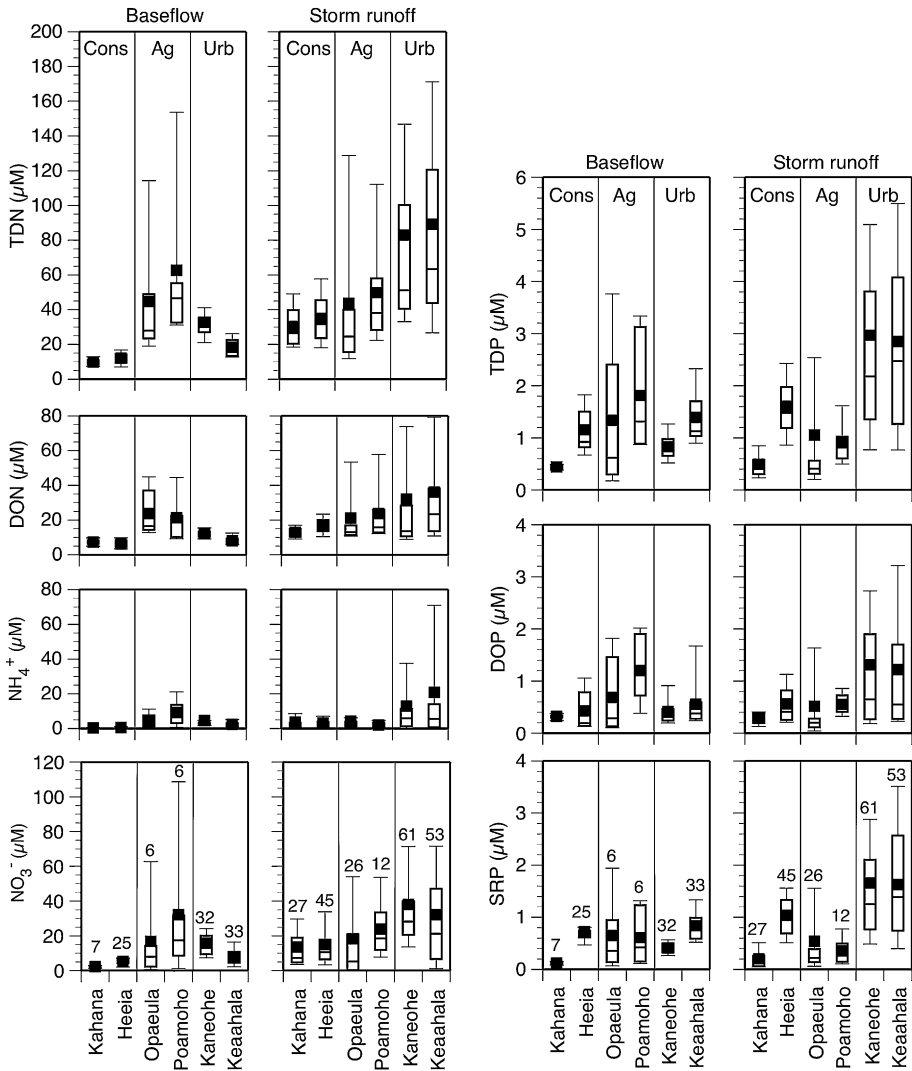 Baseflow Storm runoff
Cons Ag Urb Cons Ag Urb
TDN (µM)
200
180
160
140
120
100
80
60
40
20
0
DON (µM)
80
60
40
20
0
NH4+ (µM)
80
60
40
20
0
NO3- (µM)
120
100
80
60
40
20
0
7 25 6 6 32 33
27 45 26 12 61 53
Kahana Heeia Opaeula Poamoho Kaneohe Keaahala
Kahana Heeia Opaeula Poamoho Kaneohe Keaahala
Baseflow Storm runoff
Cons Ag Urb Cons Ag Urb
TDP (µM)
6
5
4
3
2
1
0
DOP (µM)
4
3
2
1
0
SRP (µM)
4
3
2
1
0
7 25 6 6 32 33
27 45 26 12 61 53
Kahana Heeia Opaeula Poamoho Kaneohe Keaahala
Kahana Heeia Opaeula Poamoho Kaneohe Keaahala